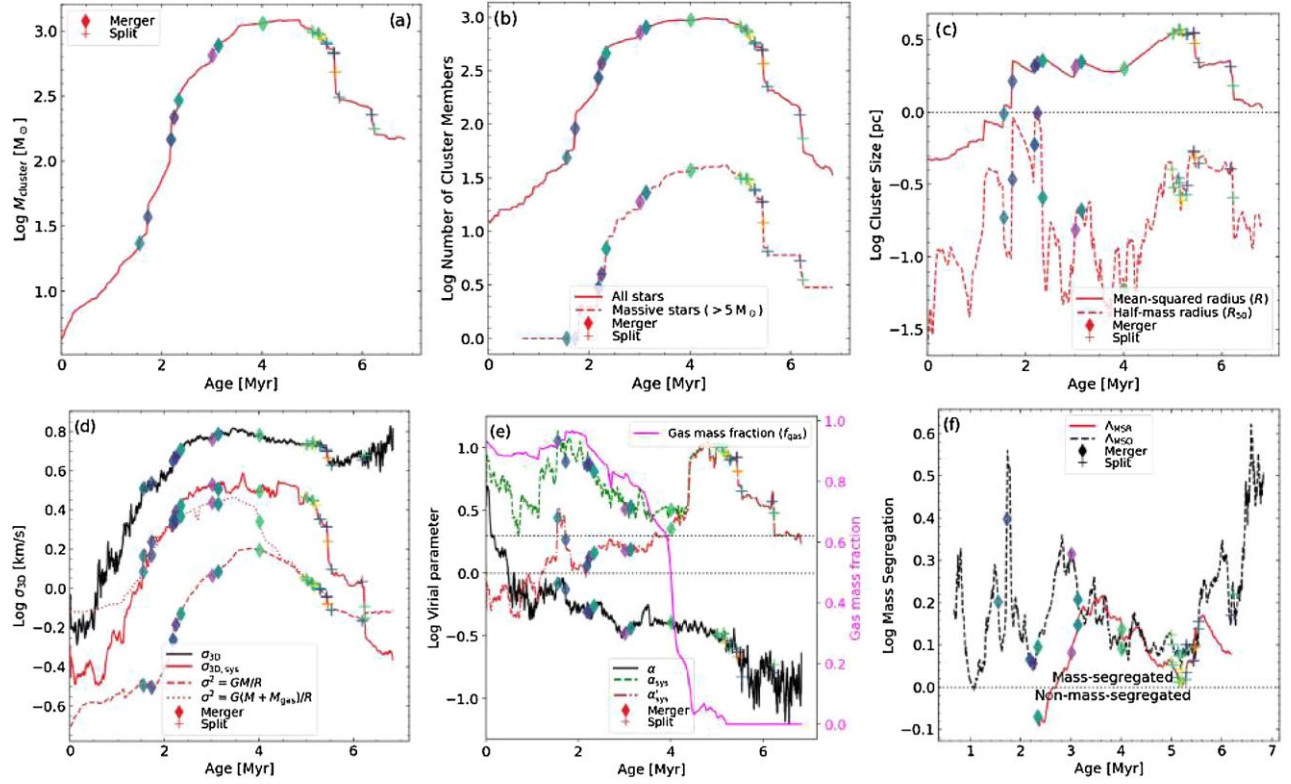 (a)
Merger
Split
Log M_cluster [M⊙]
3.0
2.5
2.0
1.5
1.0
0 2 4 6
Age [Myr]
(b)
Log Number of Cluster Members
3.0
2.5
2.0
1.5
1.0
0.5
0.0
All stars
Massive stars (> 5 M⊙)
Merger
Split
0 2 4 6
Age [Myr]
(c)
Log Cluster Size [pc]
0.5
0.0
−0.5
−1.0
−1.5
Mean-squared radius (R)
Half-mass radius (R50)
Merger
Split
0 2 4 6
Age [Myr]
(d)
Log σ3D [km/s]
0.8
0.6
0.4
0.2
0.0
−0.2
−0.4
−0.6
σ3D
σ3D,sys
σ² = GM/R
σ² = G(M + Mgas)/R
Merger
Split
0 2 4 6
Age [Myr]
(e)
Gas mass fraction (fgas)
Log Virial parameter
1.0
0.5
0.0
−0.5
−1.0
α
αsys
α′sys
Merger
Split
1.0
0.8
0.6
0.4
0.2
0.0
Gas mass fraction
0 2 4 6
Age [Myr]
(f)
ΛMSR
ΛMSQ
Merger
Split
Log Mass Segregation
0.6
0.5
0.4
0.3
0.2
0.1
0.0
−0.1
Mass-segregated
Non-mass-segregated
1 2 3 4 5 6 7
Age [Myr]